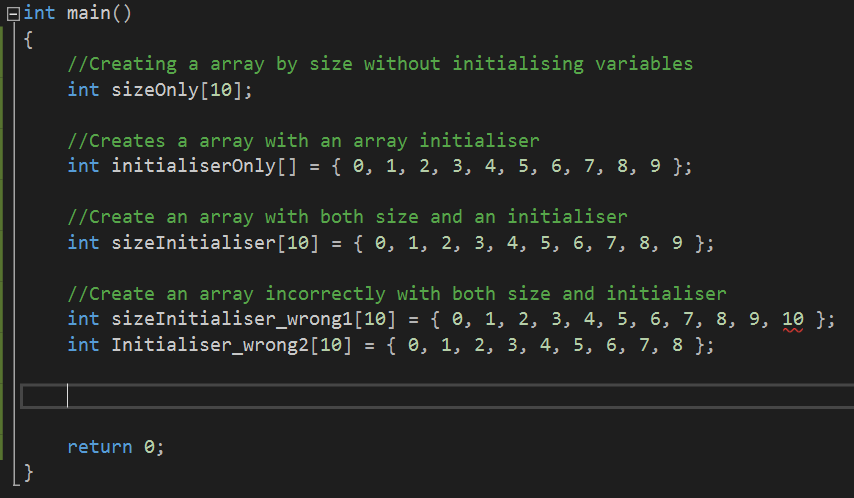 int main()
{
//Creating a array by size without initialising variables
int sizeOnly[10];
//Creates a array with an array initialiser
int initialiserOnly[] = { 0, 1, 2, 3, 4, 5, 6, 7, 8, 9 };
//Create an array with both size and an initialiser
int sizeInitialiser[10] = { 0, 1, 2, 3, 4, 5, 6, 7, 8, 9 };
//Create an array incorrectly with both size and initialiser
int sizeInitialiser_wrong1[10] = { 0, 1, 2, 3, 4, 5, 6, 7, 8, 9, 10 };
int Initialiser_wrong2[10] = { 0, 1, 2, 3, 4, 5, 6, 7, 8 };
return 0;
}